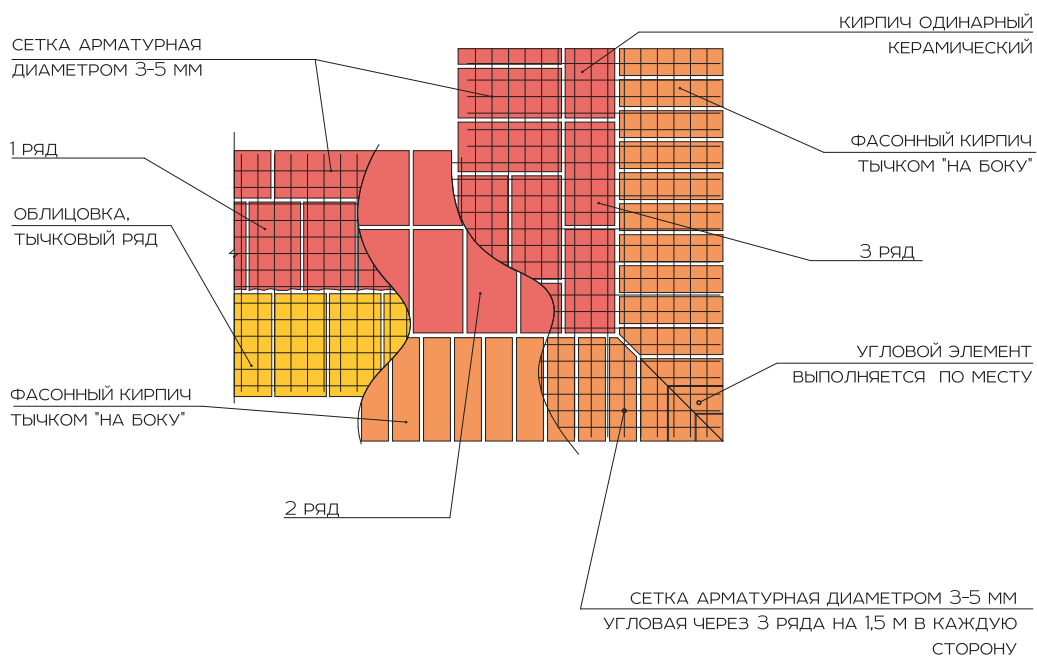 КИРПИЧ ОДИНАРНЫЙ
КЕРАМИЧЕСКИЙ
СЕТКА АРМАТУРНАЯ
ДИАМЕТРОМ 3-5 ММ
1 РЯД
ФАСОННЫЙ КИРПИЧ
ТЫЧКОМ "НА БОКУ"
ОБЛИЦОВКА,
ТЫЧКОВЫЙ РЯД
3 РЯД
УГЛОВОЙ ЭЛЕМЕНТ
ВЫПОЛНЯЕТСЯ ПО МЕСТУ
ФАСОННЫЙ КИРПИЧ
ТЫЧКОМ "НА БОКУ"
2 РЯД
СЕТКА АРМАТУРНАЯ ДИАМЕТРОМ 3-5 ММ
УГЛОВАЯ ЧЕРЕЗ 3 РЯДА НА 1,5 М В КАЖДУЮ
СТОРОНУ